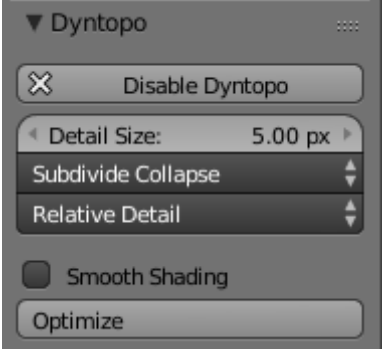 Dyntopo
Disable Dyntopo
Detail Size: 5.00 px
Subdivide Collapse
Relative Detail
Smooth Shading
Optimize